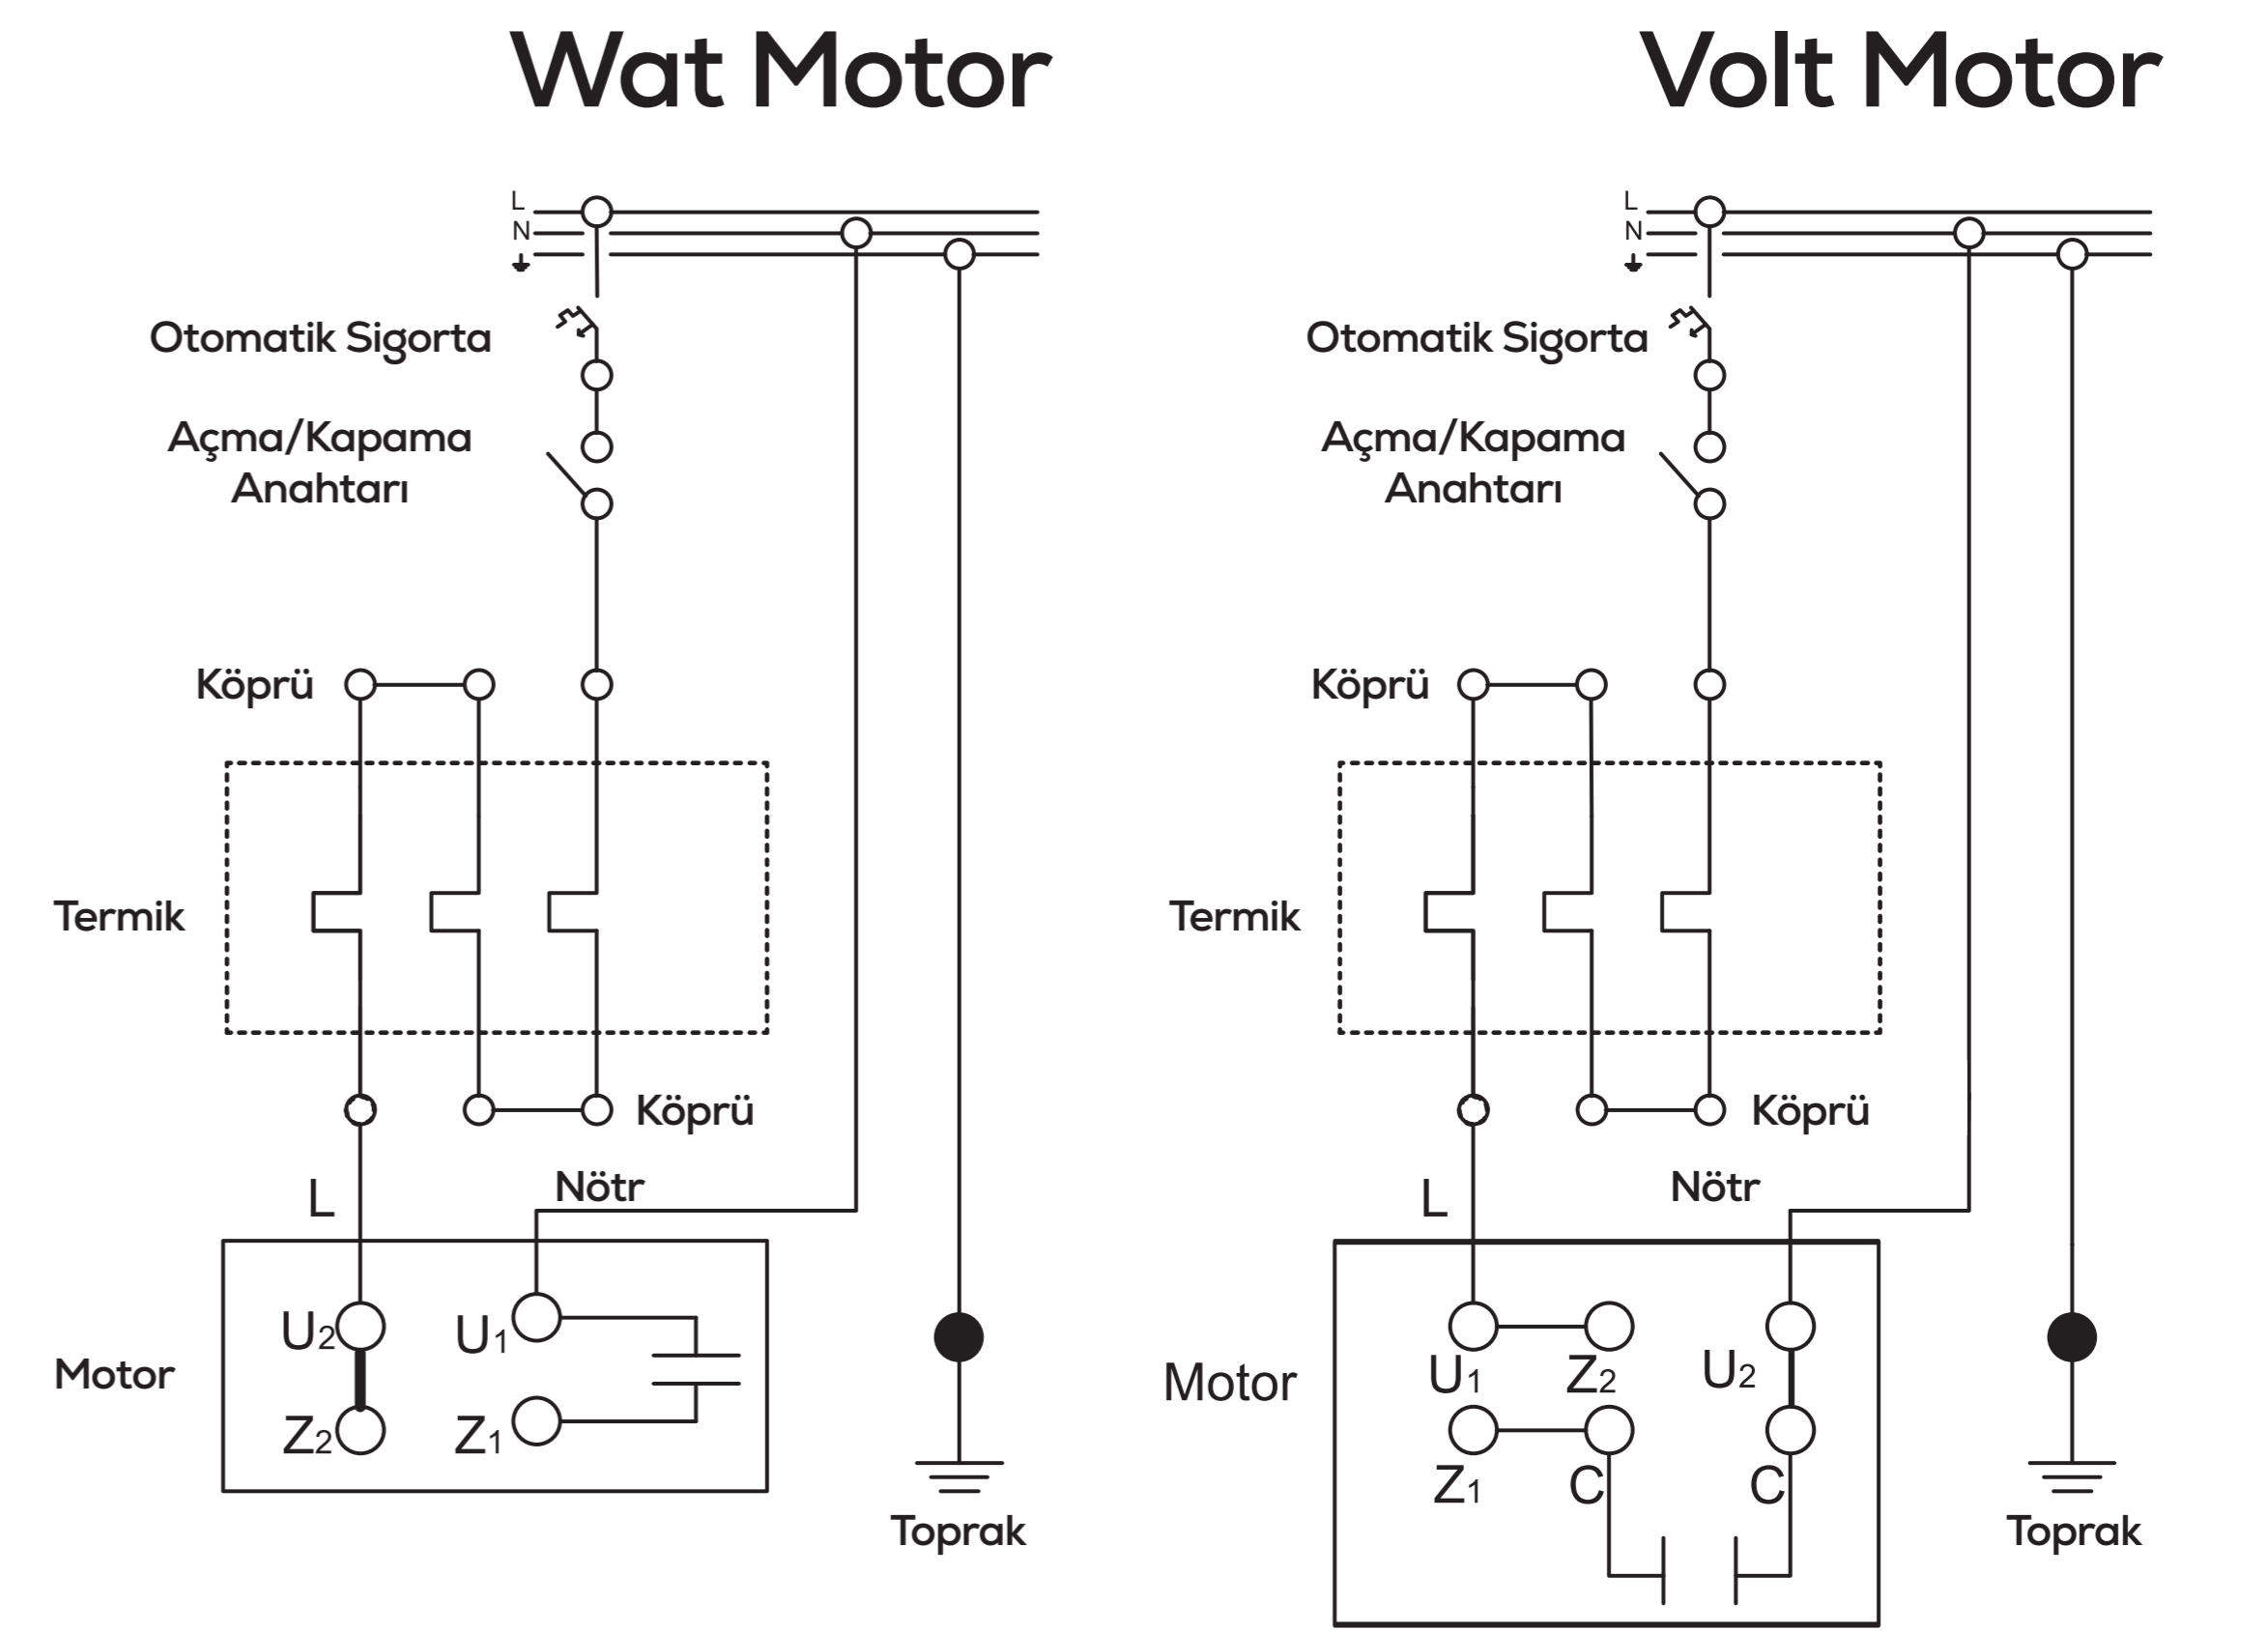 Wat Motor
L
N
Otomatik Sigorta
Açma/Kapama
Anahtarı
Köprü
Termik
Köprü
Nötr
L
U2
U1
Motor
Z2
Z1
Toprak
Volt Motor
L
N
Otomatik Sigorta
Açma/Kapama
Anahtarı
Köprü
Termik
Köprü
Nötr
L
U1
Z2
U2
Motor
Z1
C
C
Toprak